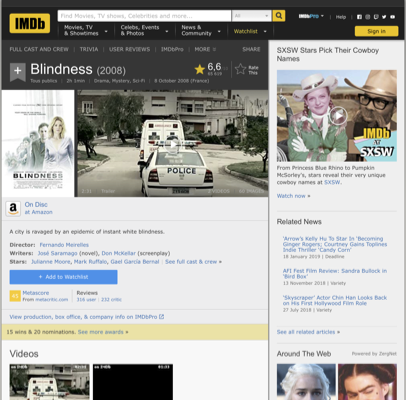 IMDb
Find Movies, TV shows, Celebrities and more...
All
Movies, TV
& Showtimes
Celebs, Events
& Photos
News &
Community
Watchlist
IMDbPro
Help
Sign in
FULL CAST AND CREW | TRIVIA | USER REVIEWS | IMDbPro | MORE
SHARE
+ Blindness (2008)
6,6
Rate
This
Tous publics | 2h 1min | Drama, Mystery, Sci-Fi | 8 October 2008 (France)
BLINDNESS
POLICE
2:31 Trailer
On Disc
at Amazon
A city is ravaged by an epidemic of instant white blindness.
Director: Fernando Meirelles
Writers: José Saramago (novel), Don McKellar (screenplay)
Stars: Julianne Moore, Mark Ruffalo, Gael García Bernal | See full cast & crew »
+ Add to Watchlist
Metascore
From metacritic.com
Reviews
316 user | 232 critic
View production, box office, & company info on IMDbPro
15 wins & 20 nominations. See more awards »
Videos
SXSW Stars Pick Their Cowboy
Names
IMDb
at
SXSW
From Princess Blue Rhino to Pumpkin
McSorley's, stars reveal their very unique
cowboy names at SXSW.
Watch now »
Related News
'Arrow's Kelly Hu To Star In 'Becoming
Ginger Rogers; Courtney Gains Toplines
Indie Thriller 'Candy Corn'
18 January 2019 | Deadline
AFI Fest Film Review: Sandra Bullock in
'Bird Box'
13 November 2018 | Variety
'Skyscraper' Actor Chin Han Looks Back
on His First Hollywood Film Role
27 July 2018 | Variety
See all related articles »
Around The Web
Powered by ZergNet